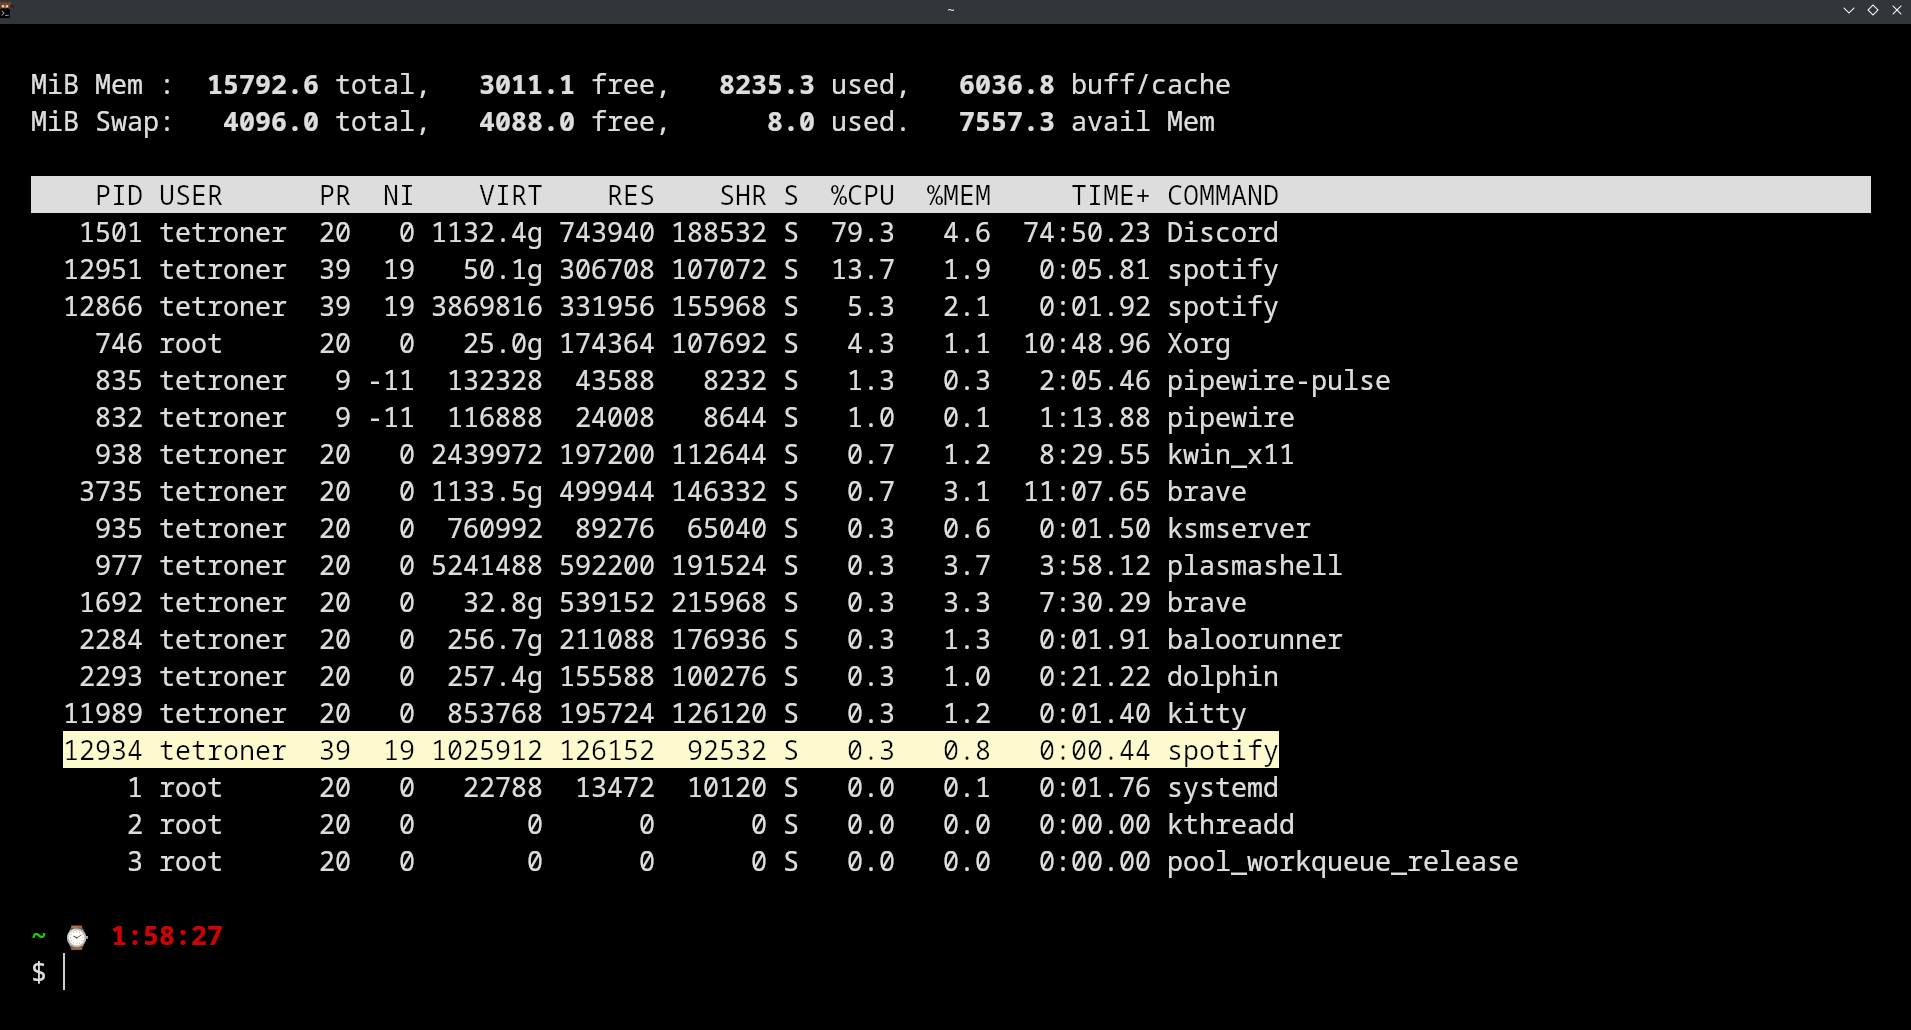 ~
MiB Mem :  15792.6 total,   3011.1 free,   8235.3 used,   6036.8 buff/cache
MiB Swap:   4096.0 total,   4088.0 free,      8.0 used.   7557.3 avail Mem
    PID USER      PR  NI    VIRT    RES    SHR S  %CPU  %MEM     TIME+ COMMAND
   1501 tetroner  20   0 1132.4g 743940 188532 S  79.3   4.6  74:50.23 Discord
  12951 tetroner  39  19   50.1g 306708 107072 S  13.7   1.9   0:05.81 spotify
  12866 tetroner  39  19 3869816 331956 155968 S   5.3   2.1   0:01.92 spotify
    746 root      20   0   25.0g 174364 107692 S   4.3   1.1  10:48.96 Xorg
    835 tetroner   9 -11  132328  43588   8232 S   1.3   0.3   2:05.46 pipewire-pulse
    832 tetroner   9 -11  116888  24008   8644 S   1.0   0.1   1:13.88 pipewire
    938 tetroner  20   0 2439972 197200 112644 S   0.7   1.2   8:29.55 kwin_x11
   3735 tetroner  20   0 1133.5g 499944 146332 S   0.7   3.1  11:07.65 brave
    935 tetroner  20   0  760992  89276  65040 S   0.3   0.6   0:01.50 ksmserver
    977 tetroner  20   0 5241488 592200 191524 S   0.3   3.7   3:58.12 plasmashell
   1692 tetroner  20   0   32.8g 539152 215968 S   0.3   3.3   7:30.29 brave
   2284 tetroner  20   0  256.7g 211088 176936 S   0.3   1.3   0:01.91 baloorunner
   2293 tetroner  20   0  257.4g 155588 100276 S   0.3   1.0   0:21.22 dolphin
  11989 tetroner  20   0  853768 195724 126120 S   0.3   1.2   0:01.40 kitty
  12934 tetroner  39  19 1025912 126152  92532 S   0.3   0.8   0:00.44 spotify
      1 root      20   0   22788  13472  10120 S   0.0   0.1   0:01.76 systemd
      2 root      20   0       0      0      0 S   0.0   0.0   0:00.00 kthreadd
      3 root      20   0       0      0      0 S   0.0   0.0   0:00.00 pool_workqueue_release
~ ⌚ 1:58:27
$